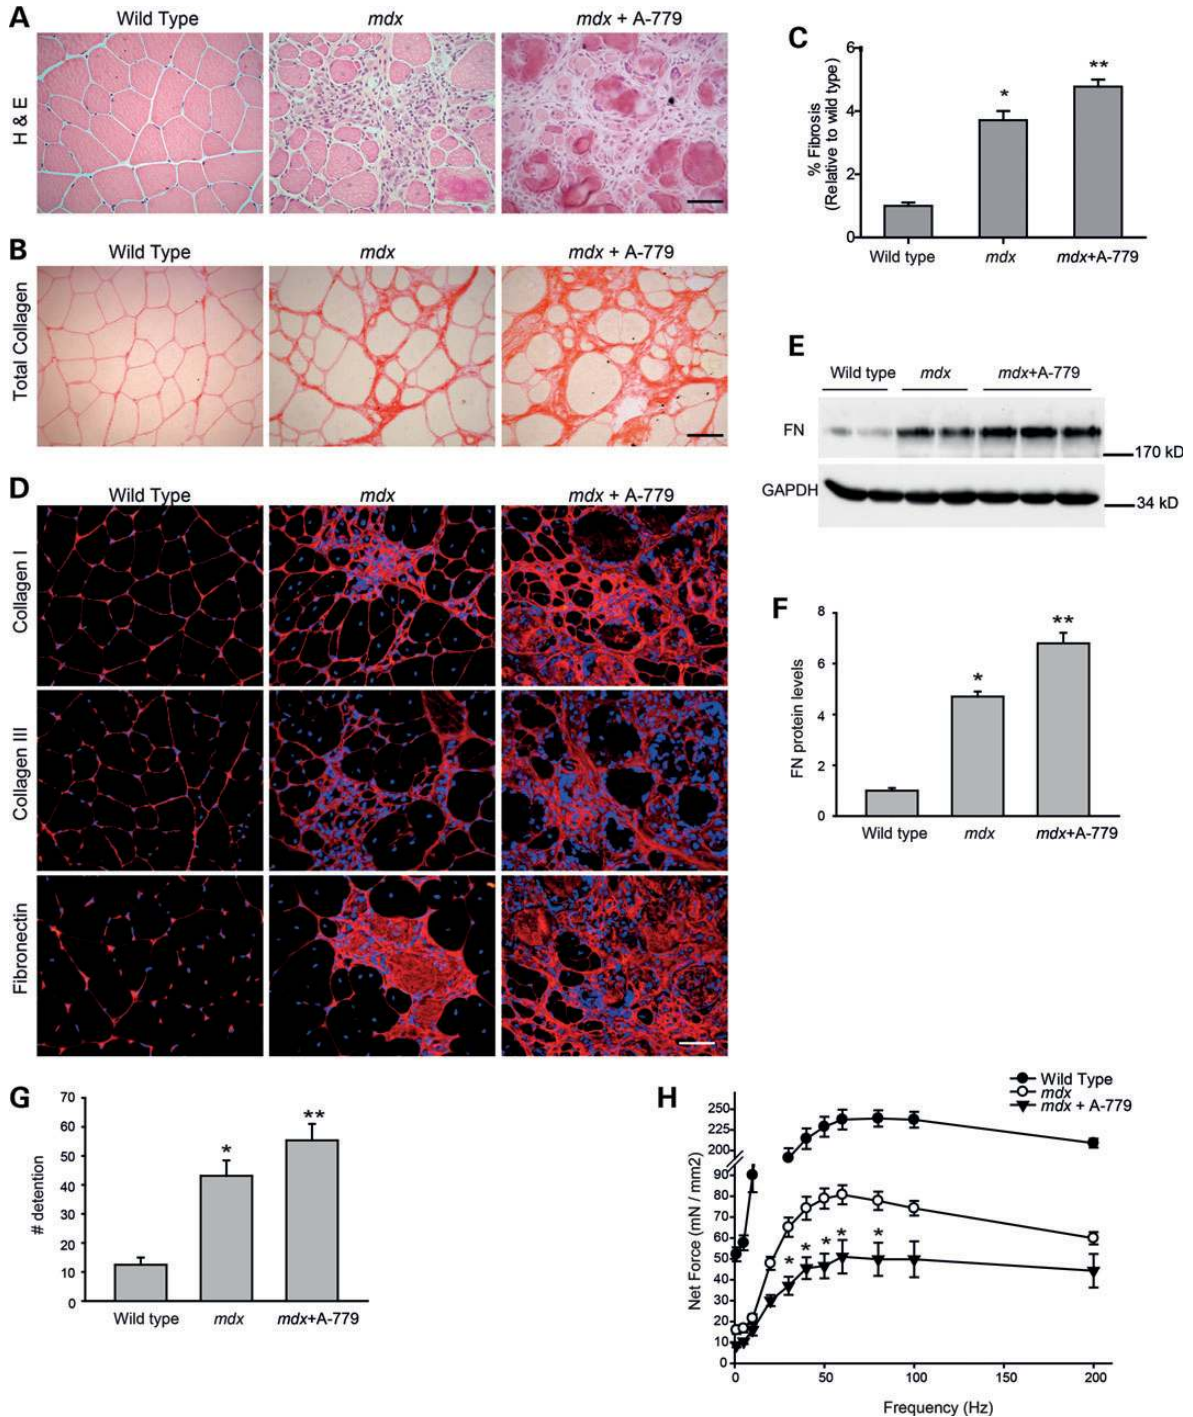 A
Wild Type mdx mdx + A-779
H & E
B
Wild Type mdx mdx + A-779
Total Collagen
C
% Fibrosis
(Relative to wild type)
6
4
2
0
* **
Wild type mdx mdx+A-779
D
Wild Type mdx mdx + A-779
Collagen I
Collagen III
Fibronectin
E
Wild type mdx mdx+A-779
FN
170 kD
GAPDH
34 kD
F
FN protein levels
8
6
4
2
0
* **
Wild type mdx mdx+A-779
G
# detention
70
60
50
40
30
20
10
0
* **
Wild type mdx mdx+A-779
H
Wild Type
mdx
mdx + A-779
Net Force (mN / mm2)
250
225
200
90
80
70
60
50
40
30
20
10
0
* * * * *
0 50 100 150 200
Frequency (Hz)